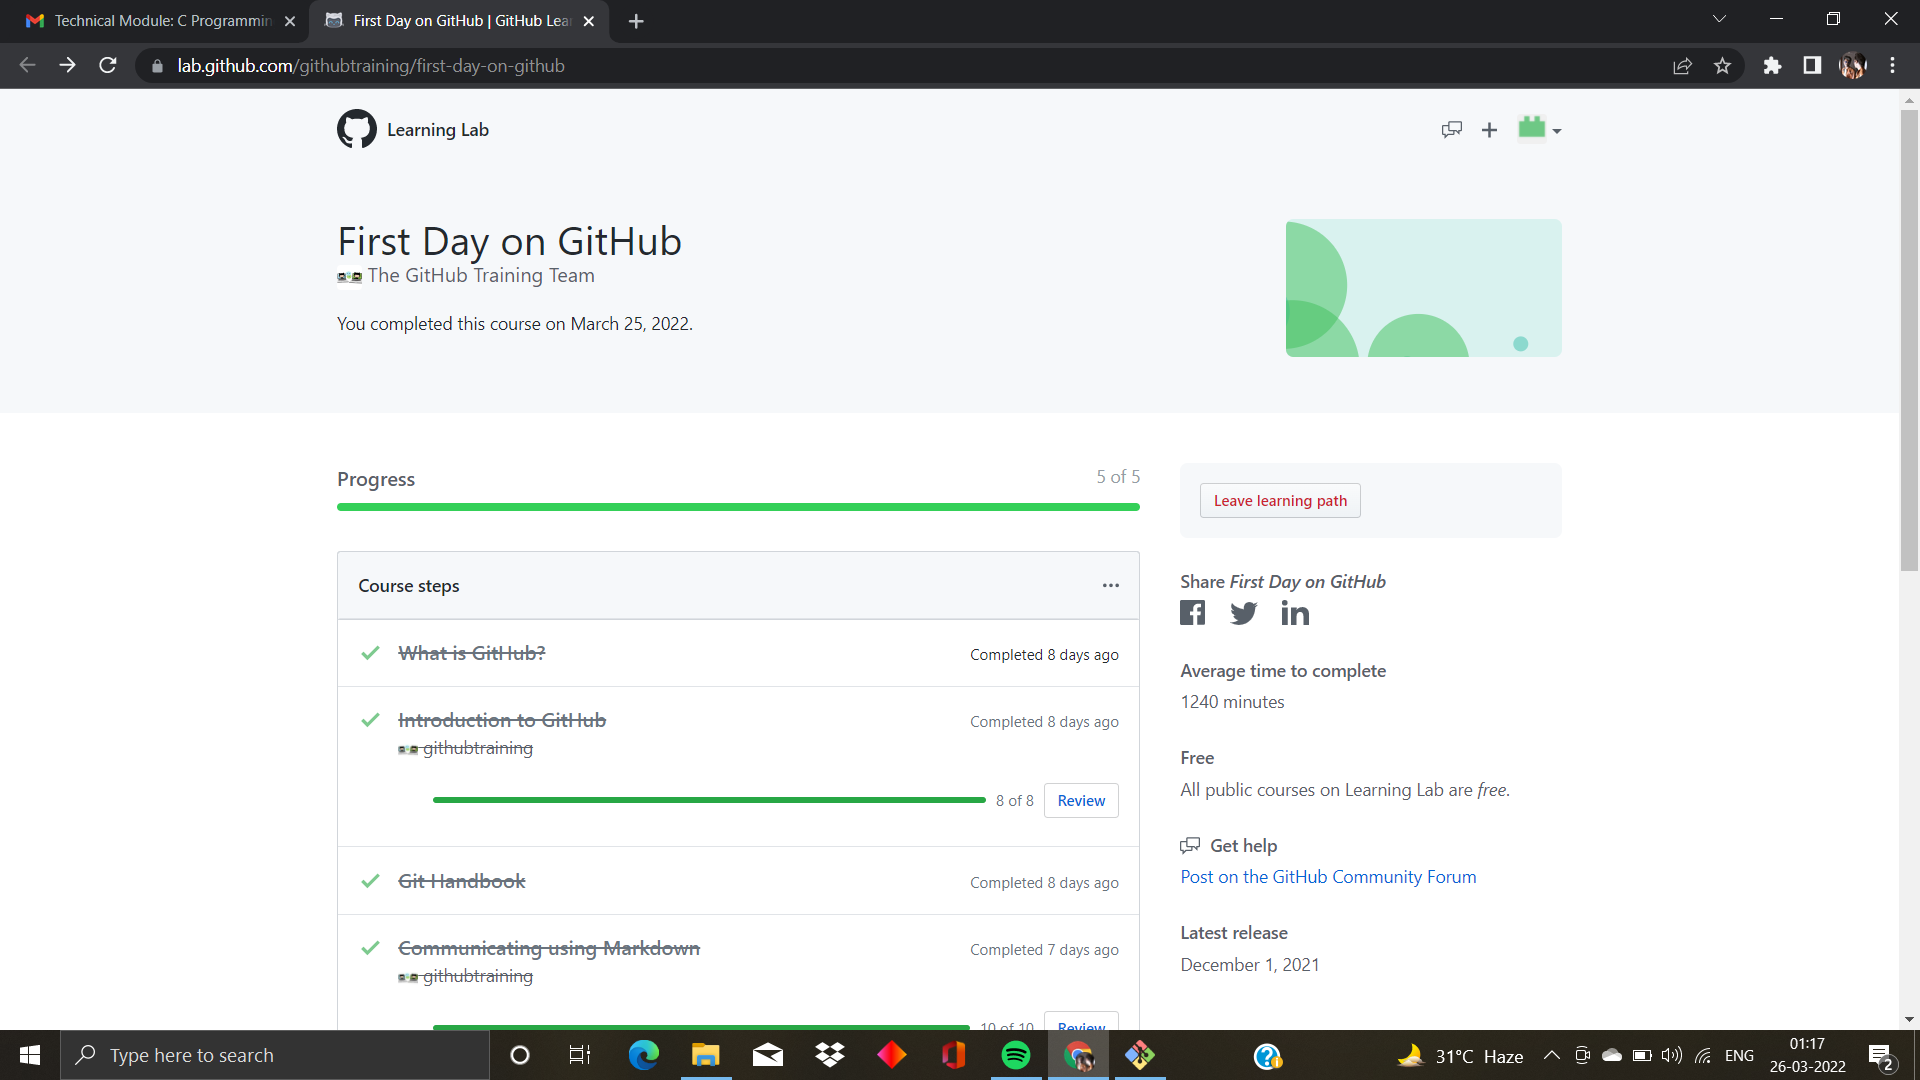 Technical Module: C Programmin
First Day on GitHub | GitHub Lea
lab.github.com/githubtraining/first-day-on-github
Learning Lab
First Day on GitHub
The GitHub Training Team
You completed this course on March 25, 2022.
Progress
5 of 5
Course steps
What is GitHub?
Completed 8 days ago
Introduction to GitHub
Completed 8 days ago
githubtraining
8 of 8
Review
Git Handbook
Completed 8 days ago
Communicating using Markdown
Completed 7 days ago
githubtraining
10 of 10
Review
Leave learning path
Share First Day on GitHub
Average time to complete
1240 minutes
Free
All public courses on Learning Lab are free.
Get help
Post on the GitHub Community Forum
Latest release
December 1, 2021
Type here to search
31°C Haze
ENG
01:17
26-03-2022
2